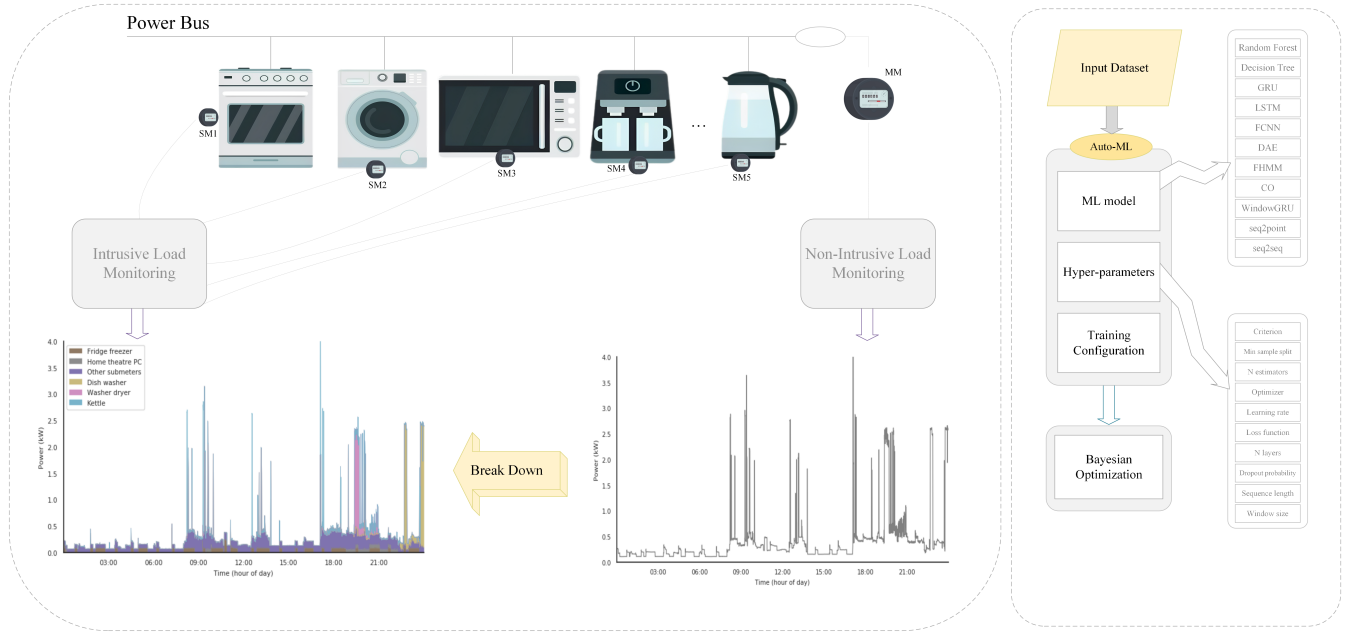 Power Bus
MM
SM1
SM2
SM3
SM4
SM5
...
Intrusive Load
Monitoring
Non-Intrusive Load
Monitoring
4.0
3.5
3.0
2.5
2.0
1.5
1.0
0.5
0.0
Power (kW)
Fridge freezer
Home theatre PC
Other submeters
Dish washer
Washer dryer
Kettle
03:00
06:00
09:00
12:00
15:00
18:00
21:00
Time (hour of day)
Break Down
4.0
3.5
3.0
2.5
2.0
1.5
1.0
0.5
0.0
Power (kW)
03:00
06:00
09:00
12:00
15:00
18:00
21:00
Time (hour of day)
Input Dataset
Auto-ML
ML model
Hyper-parameters
Training
Configuration
Bayesian
Optimization
Random Forest
Decision Tree
GRU
LSTM
FCNN
DAE
FHMM
CO
WindowGRU
seq2point
seq2seq
Criterion
Min sample split
N estimators
Optimizer
Learning rate
Loss function
N layers
Dropout probability
Sequence length
Window size